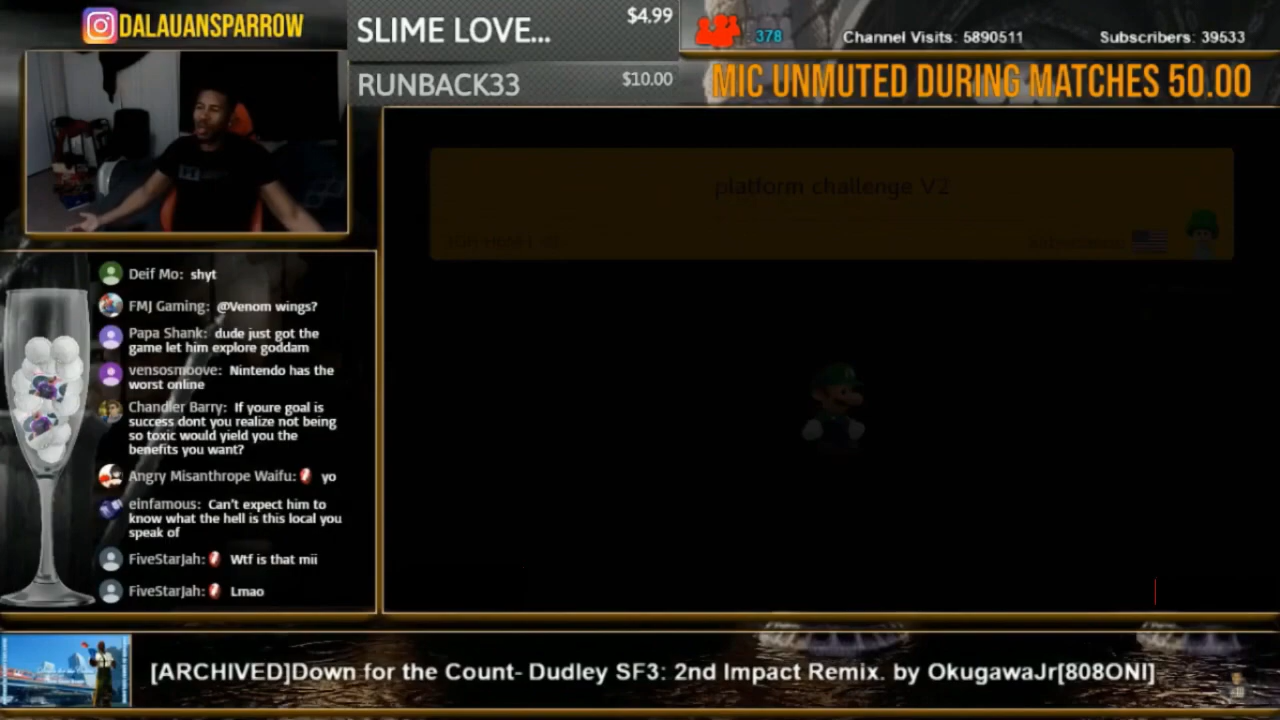 DALAUANSPARROW
SLIME LOVE...
$4.99
RUNBACK33
$10.00
: 378
Channel Visits: 5890511
Subscribers: 39533
MIC UNMUTED DURING MATCHES 50.00
platform challenge V2
Deif Mo: shyt
FMJ Gaming: @Venom wings?
Papa Shank: dude just got the
game let him explore goddam
vensosmoove: Nintendo has the
worst online
Chandler Barry: If youre goal is
success dont you realize not being
so toxic would yield you the
benefits you want?
Angry Misanthrope Waifu: yo
einfamous: Can't expect him to
know what the hell is this local you
speak of
FiveStarJah: Wtf is that mii
FiveStarJah: Lmao
[ARCHIVED]Down for the Count- Dudley SF3: 2nd Impact Remix. by OkugawaJr[808ONI]